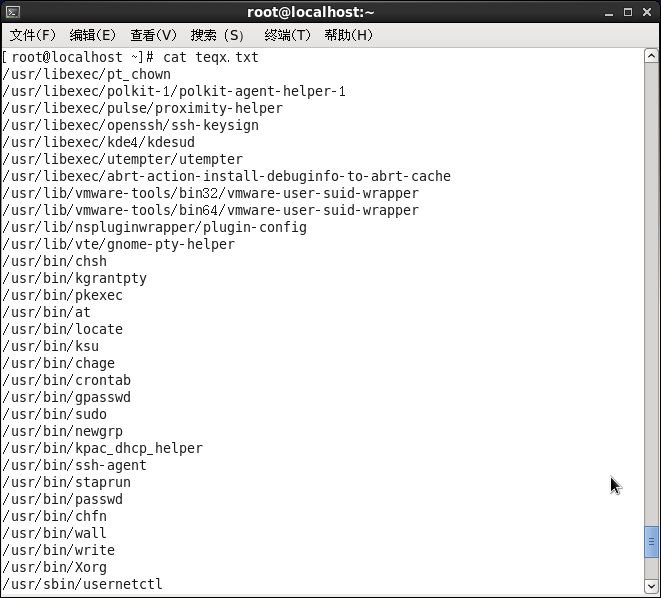 root@localhost:~
文件(F) 编辑(E) 查看(V) 搜索 (S) 终端(T) 帮助(H)
[root@localhost ~]# cat teqx.txt
/usr/libexec/pt_chown
/usr/libexec/polkit-1/polkit-agent-helper-1
/usr/libexec/pulse/proximity-helper
/usr/libexec/openssh/ssh-keysign
/usr/libexec/kde4/kdesud
/usr/libexec/utempter/utempter
/usr/libexec/abrt-action-install-debuginfo-to-abrt-cache
/usr/lib/vmware-tools/bin32/vmware-user-suid-wrapper
/usr/lib/vmware-tools/bin64/vmware-user-suid-wrapper
/usr/lib/nspluginwrapper/plugin-config
/usr/lib/vte/gnome-pty-helper
/usr/bin/chsh
/usr/bin/kgrantpty
/usr/bin/pkexec
/usr/bin/at
/usr/bin/locate
/usr/bin/ksu
/usr/bin/chage
/usr/bin/crontab
/usr/bin/gpasswd
/usr/bin/sudo
/usr/bin/newgrp
/usr/bin/kpac_dhcp_helper
/usr/bin/ssh-agent
/usr/bin/staprun
/usr/bin/passwd
/usr/bin/chfn
/usr/bin/wall
/usr/bin/write
/usr/bin/Xorg
/usr/sbin/usernetctl